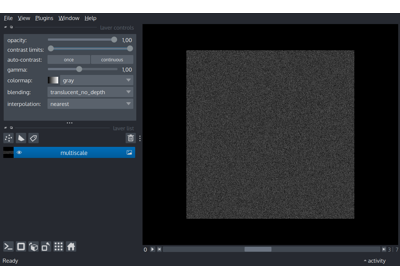 File View Plugins Window Help
layer controls
opacity: 1,00
contrast limits:
auto-contrast: once continuous
gamma: 1,00
colormap: gray
blending: translucent_no_depth
interpolation: nearest
layer list
multiscale
0
Ready activity